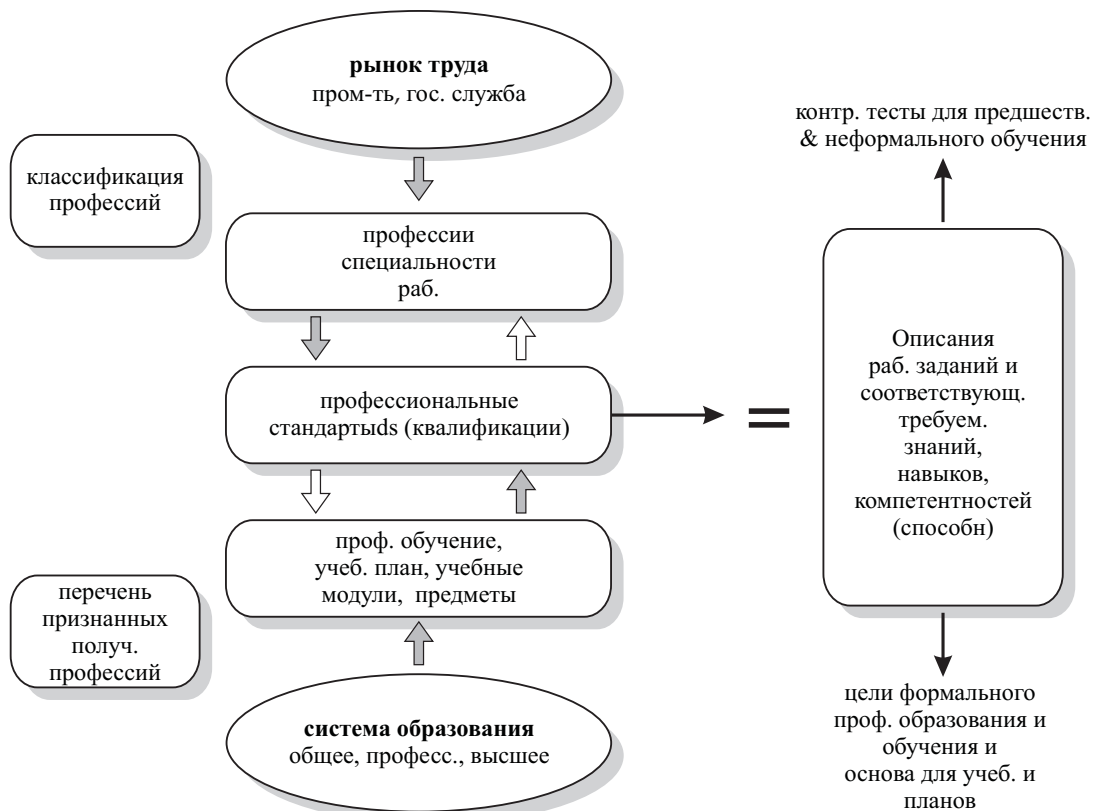 рынок труда
пром-ть, гос. служба
контр. тесты для предшеств.
& неформального обучения
классификация
профессий
профессии
специальности
раб.
профессиональные
стандартыds (квалификации)
=
Описания
раб. заданий и
соответствующ.
требуем.
знаний,
навыков,
компетентностей
(способн)
проф. обучение,
учеб. план, учебные
модули, предметы
перечень
признанных
получ.
профессий
система образования
общее, професс., высшее
цели формального
проф. образования и
обучения и
основа для учеб. и
планов